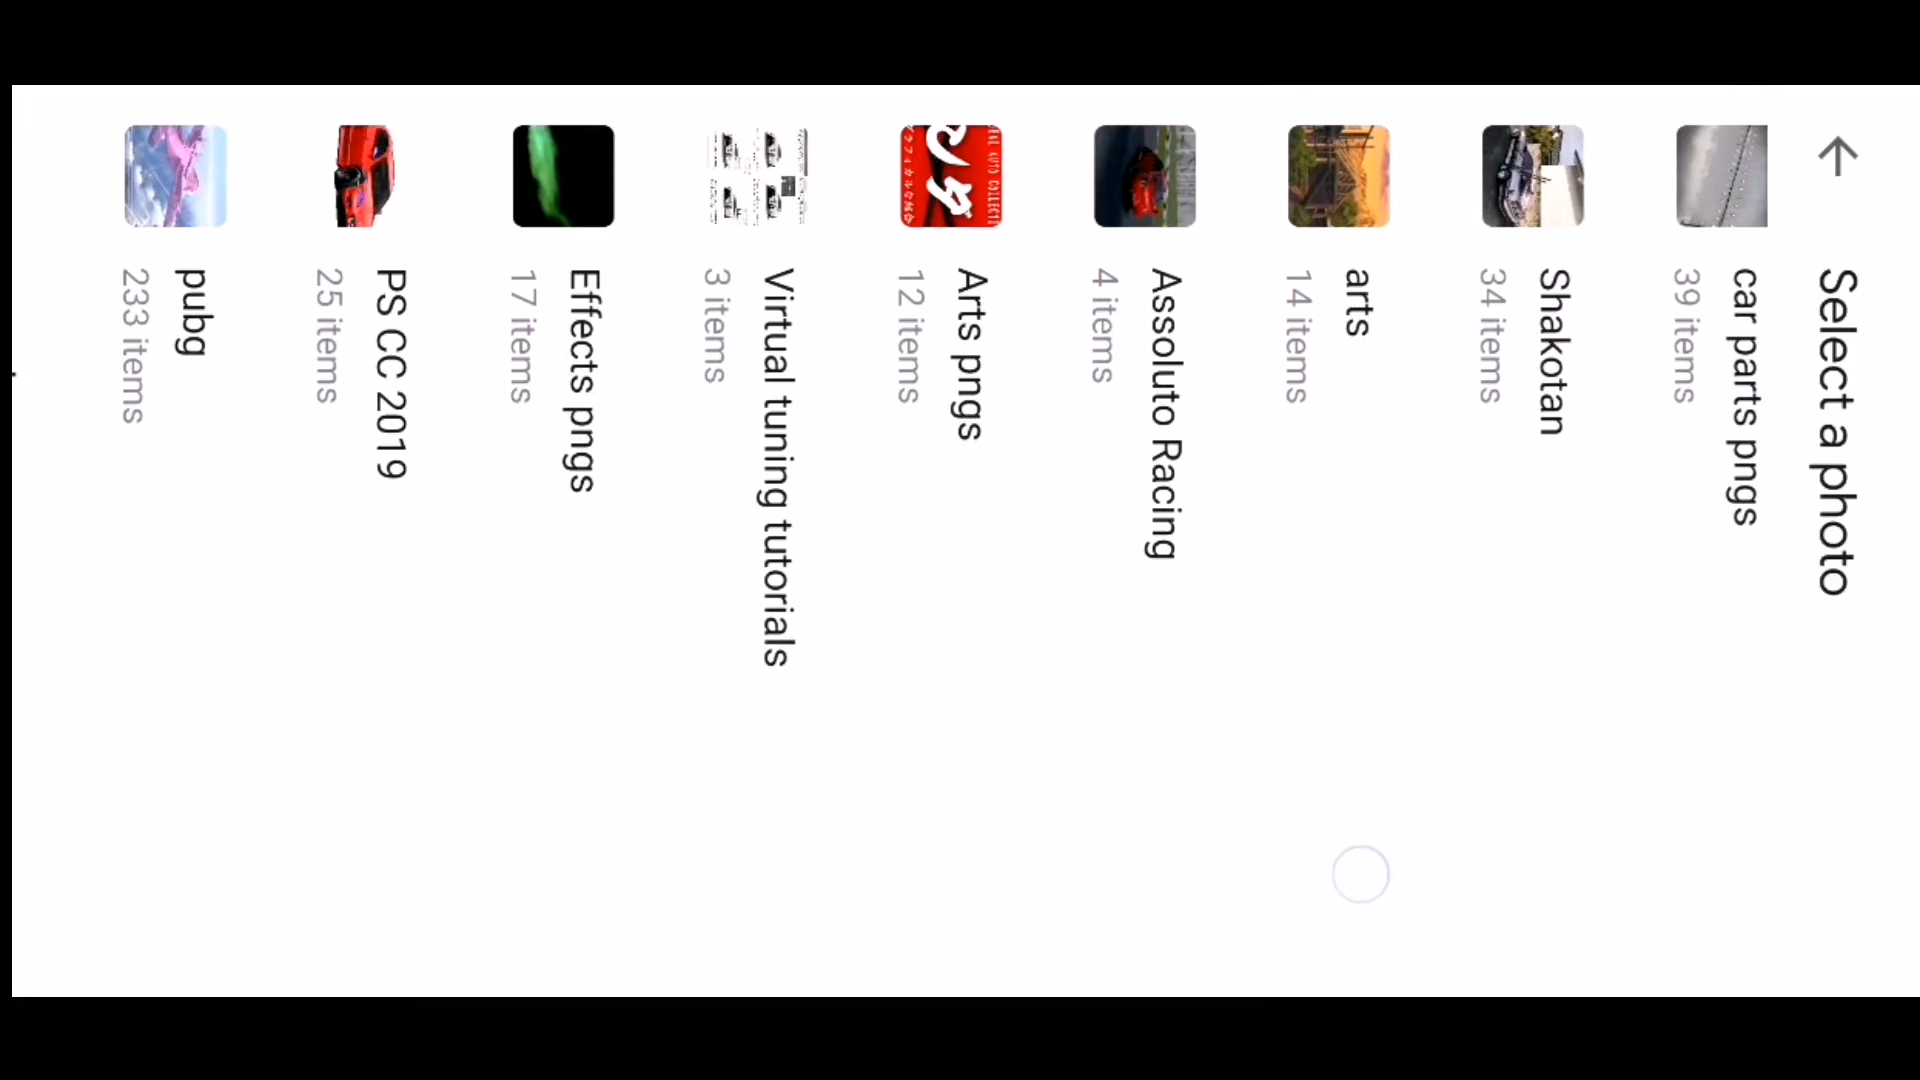 Select a photo
car parts pngs
39 items
Shakotan
34 items
arts
14 items
Assoluto Racing
4 items
Arts pngs
12 items
Virtual tuning tutorials
3 items
Effects pngs
17 items
PS CC 2019
25 items
pubg
233 items